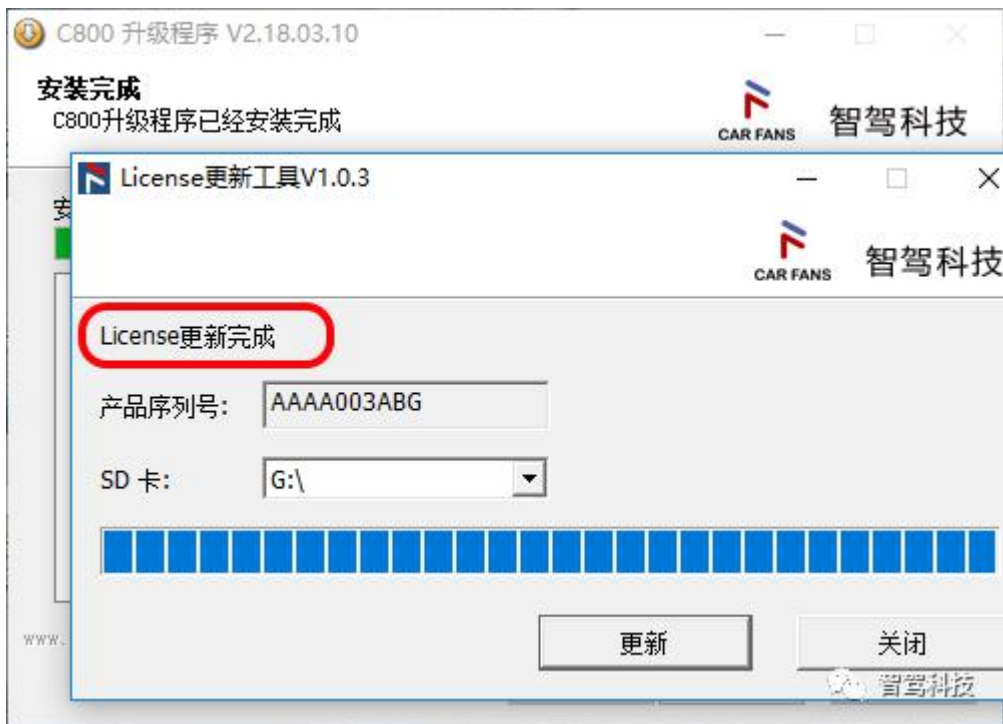 C800 升级程序 V2.18.03.10
安装完成
C800升级程序已经安装完成
CAR FANS 智驾科技
License更新工具V1.0.3
安
CAR FANS 智驾科技
License更新完成
产品序列号: AAAA003ABG
SD 卡: G:\
www.
更新 关闭
智驾科技